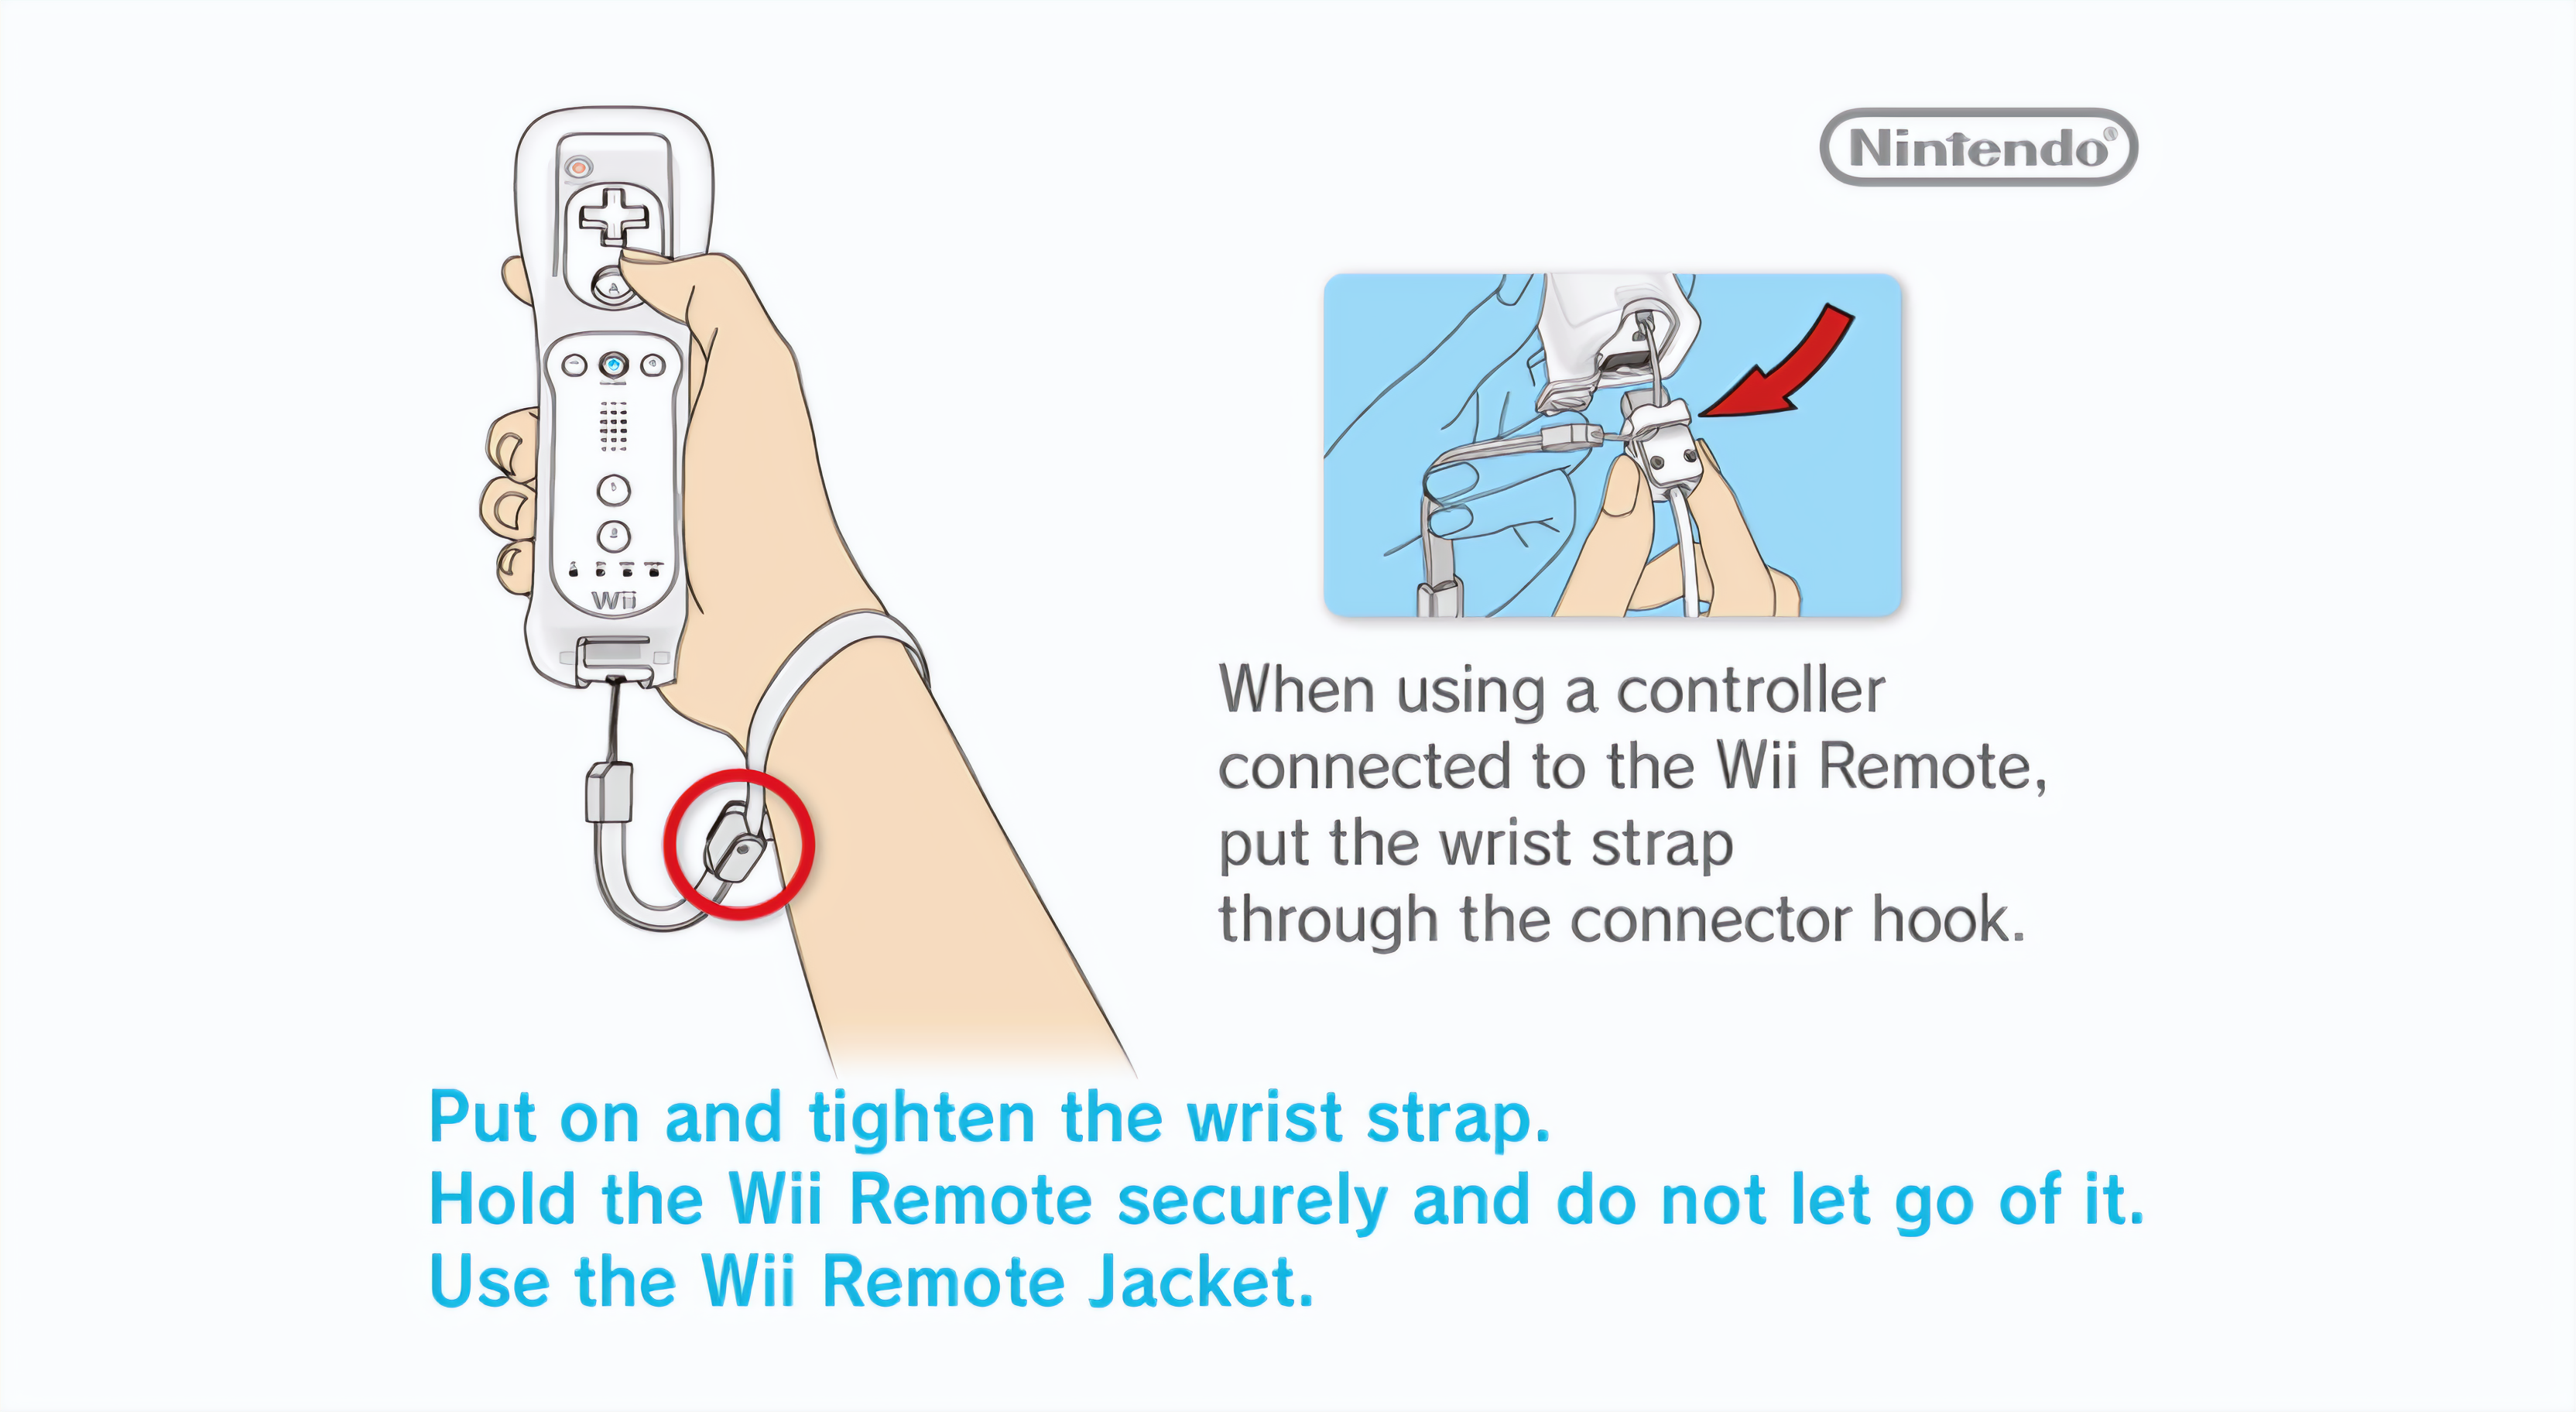 Nintendo®
A
Wii
When using a controller
connected to the Wii Remote,
put the wrist strap
through the connector hook.
Put on and tighten the wrist strap.
Hold the Wii Remote securely and do not let go of it.
Use the Wii Remote Jacket.